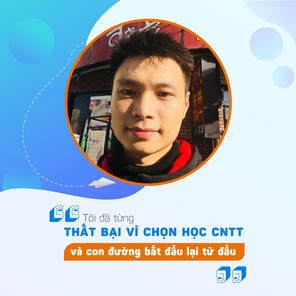 Tôi đã từng
THẤT BẠI VÌ CHỌN HỌC CNTT
và con đường bắt đầu lại từ đầu